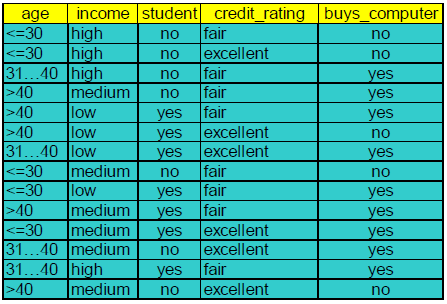 age income student credit_rating buys_computer
<=30 high no fair no
<=30 high no excellent no
31…40 high no fair yes
>40 medium no fair yes
>40 low yes fair yes
>40 low yes excellent no
31…40 low yes excellent yes
<=30 medium no fair no
<=30 low yes fair yes
>40 medium yes fair yes
<=30 medium yes excellent yes
31…40 medium no excellent yes
31…40 high yes fair yes
>40 medium no excellent no